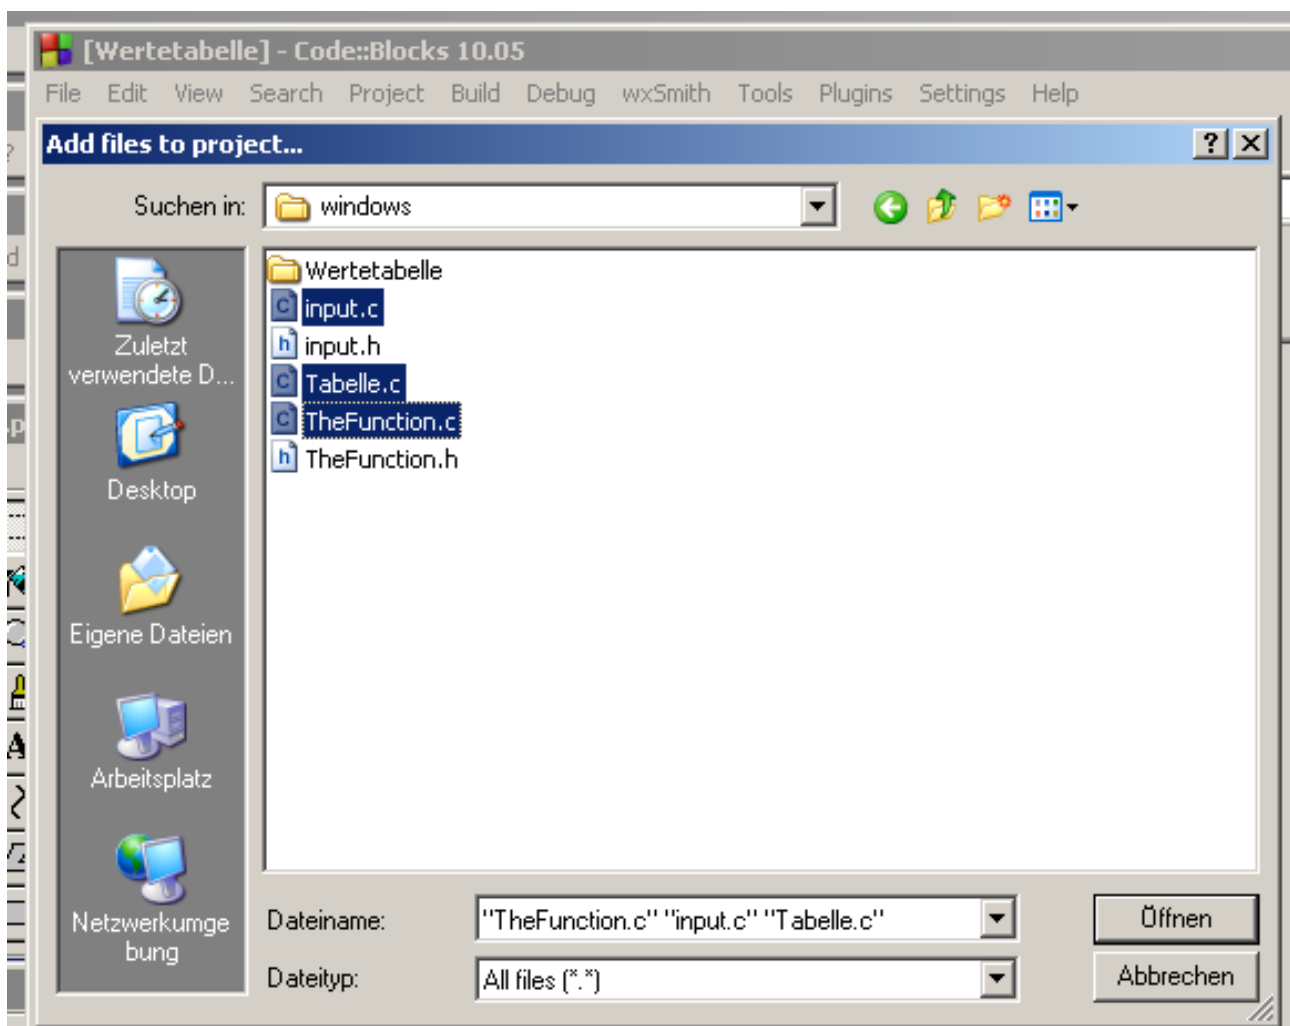 [Wertetabelle] - Code::Blocks 10.05
File Edit View Search Project Build Debug wxSmith Tools Plugins Settings Help
Add files to project...
Suchen in: windows
Wertetabelle
input.c
input.h
Tabelle.c
TheFunction.c
TheFunction.h
Zuletzt
verwendete D...
Desktop
Eigene Dateien
Arbeitsplatz
Netzwerkumge
bung
Dateiname: "TheFunction.c" "input.c" "Tabelle.c" Öffnen
Dateityp: All files (*.*) Abbrechen